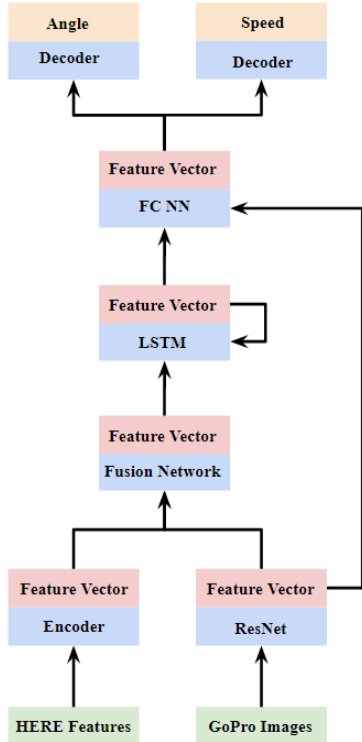 Angle
Decoder
Speed
Decoder
Feature Vector
FC NN
Feature Vector
LSTM
Feature Vector
Fusion Network
Feature Vector
Encoder
Feature Vector
ResNet
HERE Features
GoPro Images